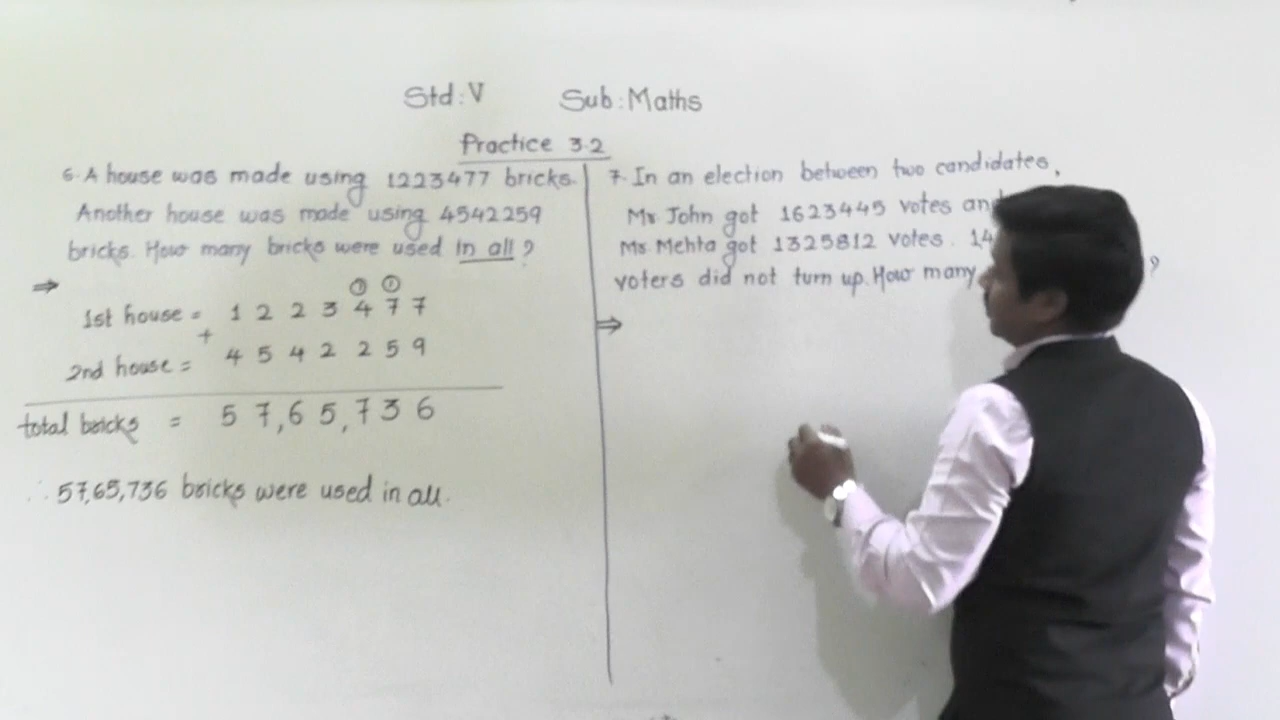 Std: V Sub: Maths
Practice 3.2
6. A house was made using 1223477 bricks.
Another house was made using 4542259
bricks. How many bricks were used in all?
⇒
① ①
1st house = 1 2 2 3 4 7 7
+
2nd house = 4 5 4 2 2 5 9
total bricks = 5 7,6 5,7 3 6
∴ 57,65,736 bricks were used in all.
7. In an election between two candidates,
Mr. John got 1623445 votes and
Mr. Mehta got 1325812 votes. 14
voters did not turn up. How many ?
⇒